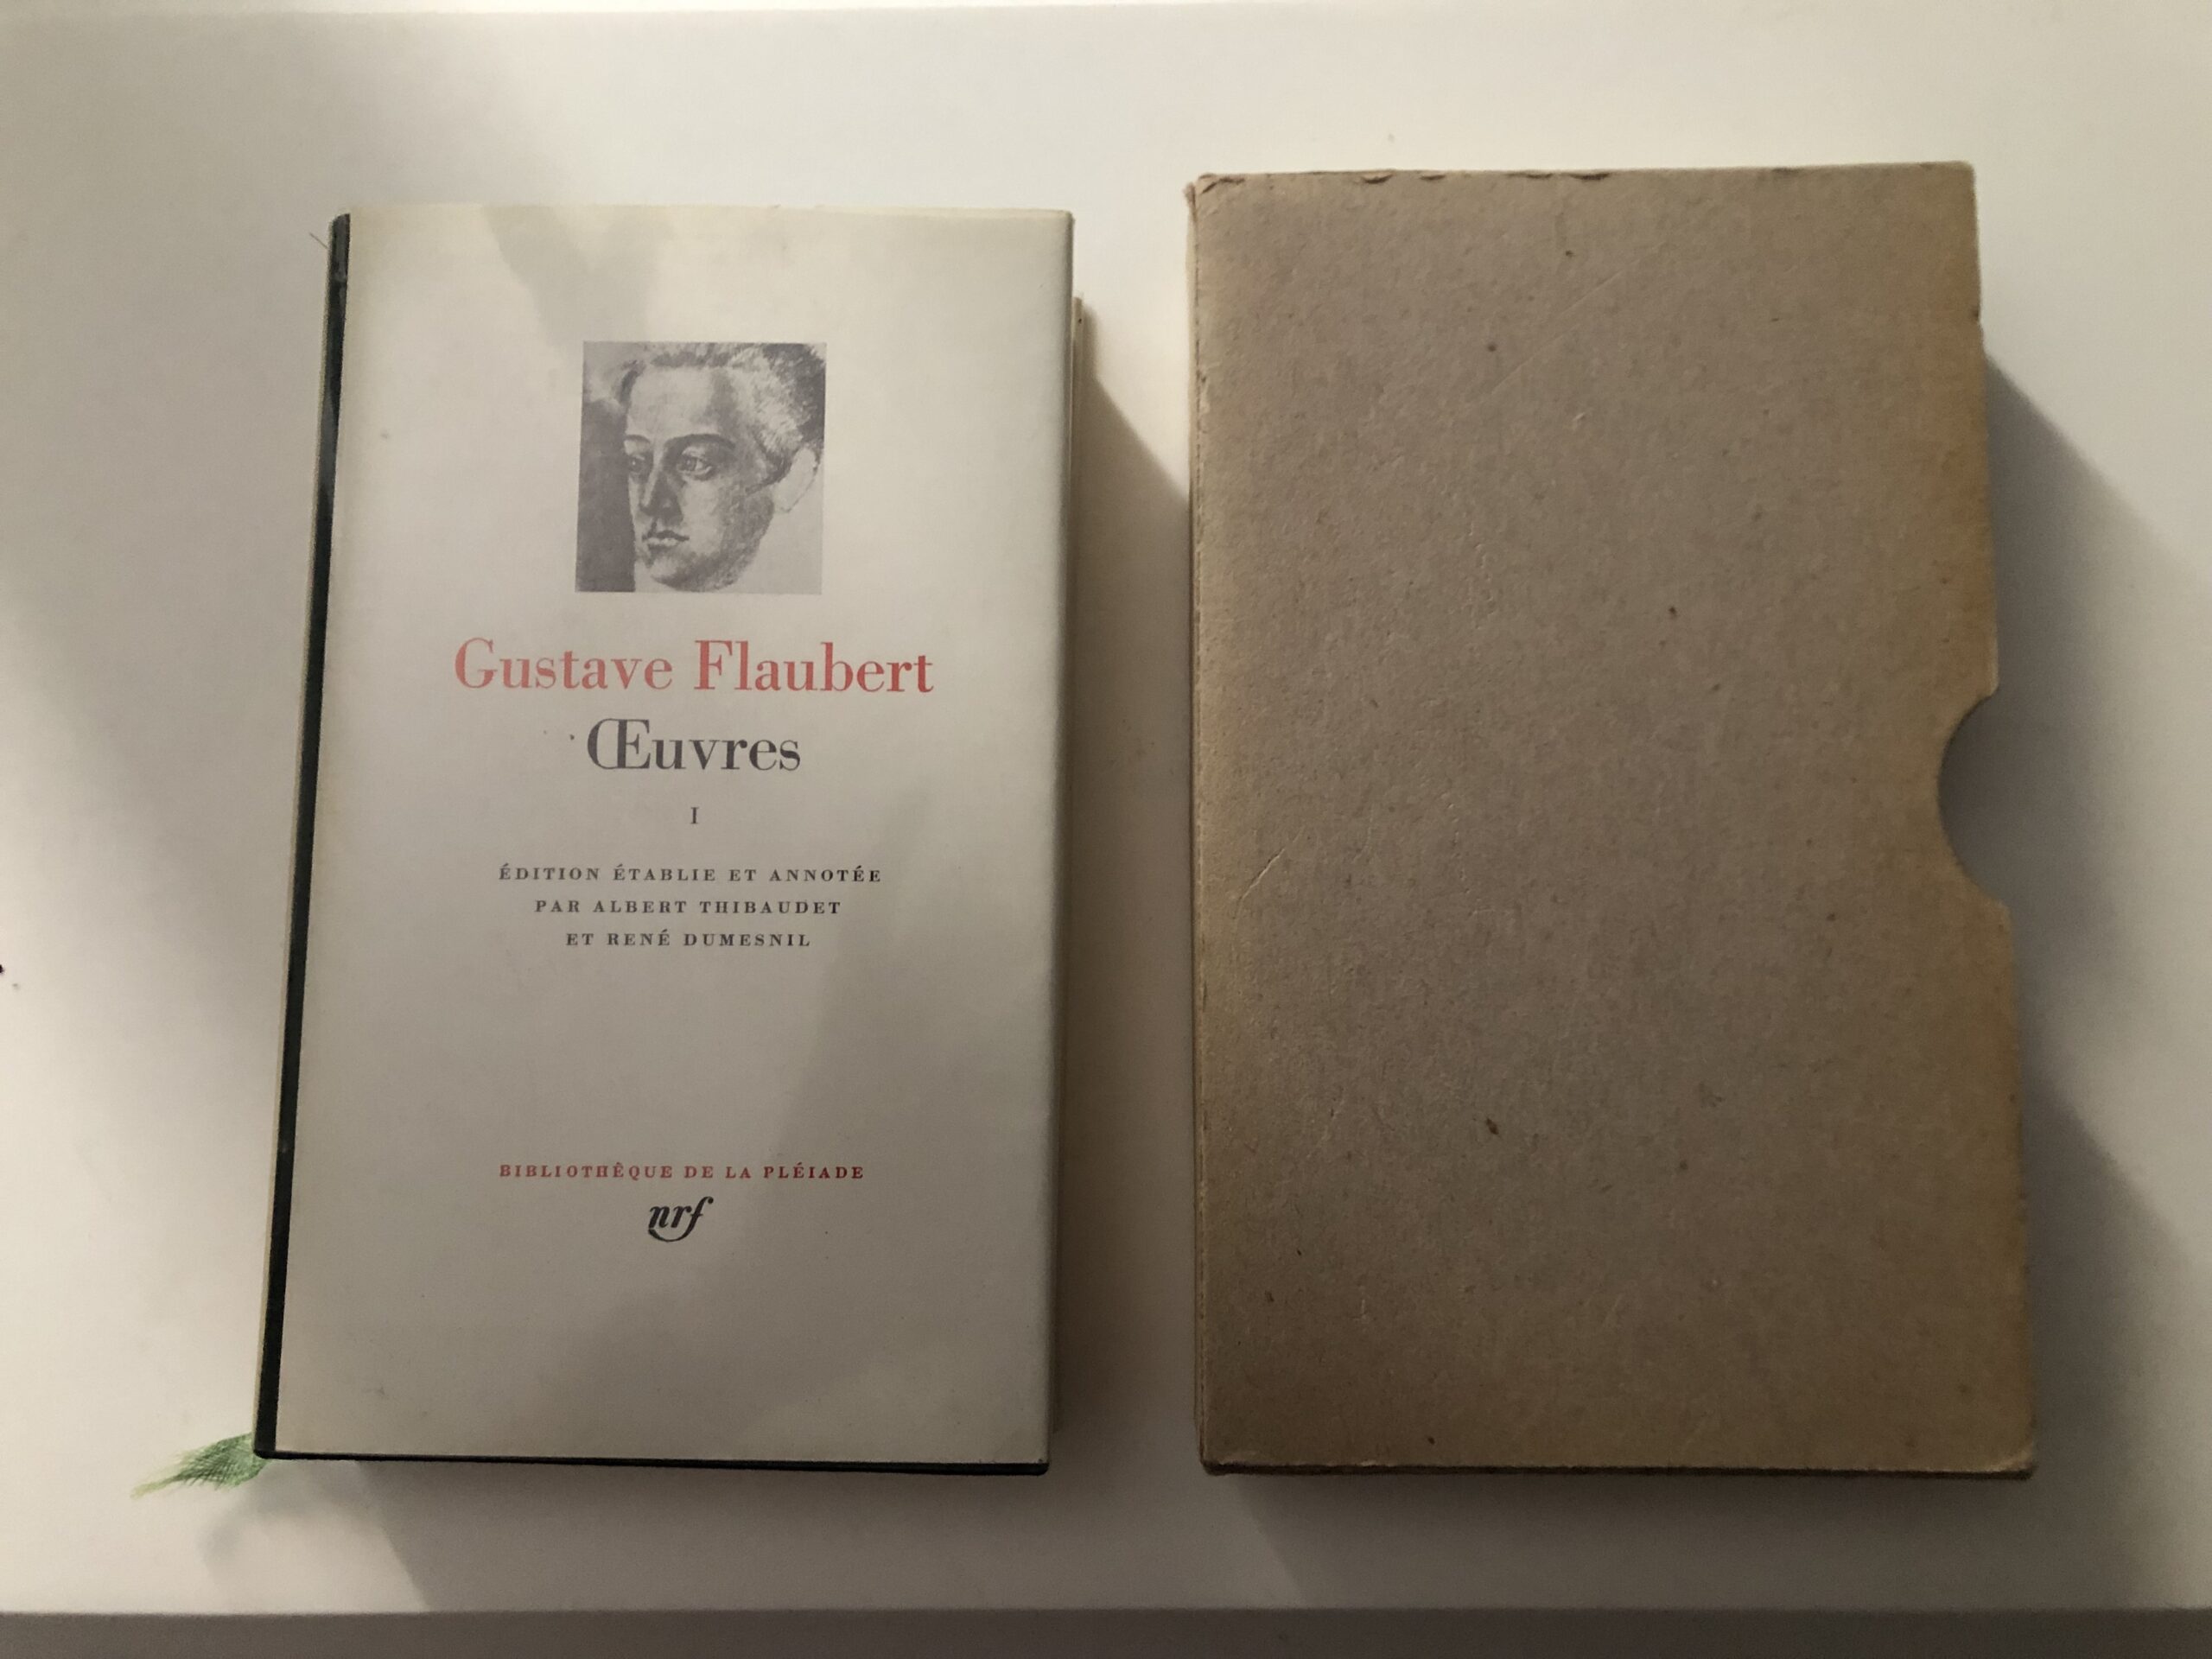 Gustave Flaubert
Œuvres
I
ÉDITION ÉTABLIE ET ANNOTÉE
PAR ALBERT THIBAUDET
ET RENÉ DUMESNIL
BIBLIOTHÈQUE DE LA PLÉIADE
nrf